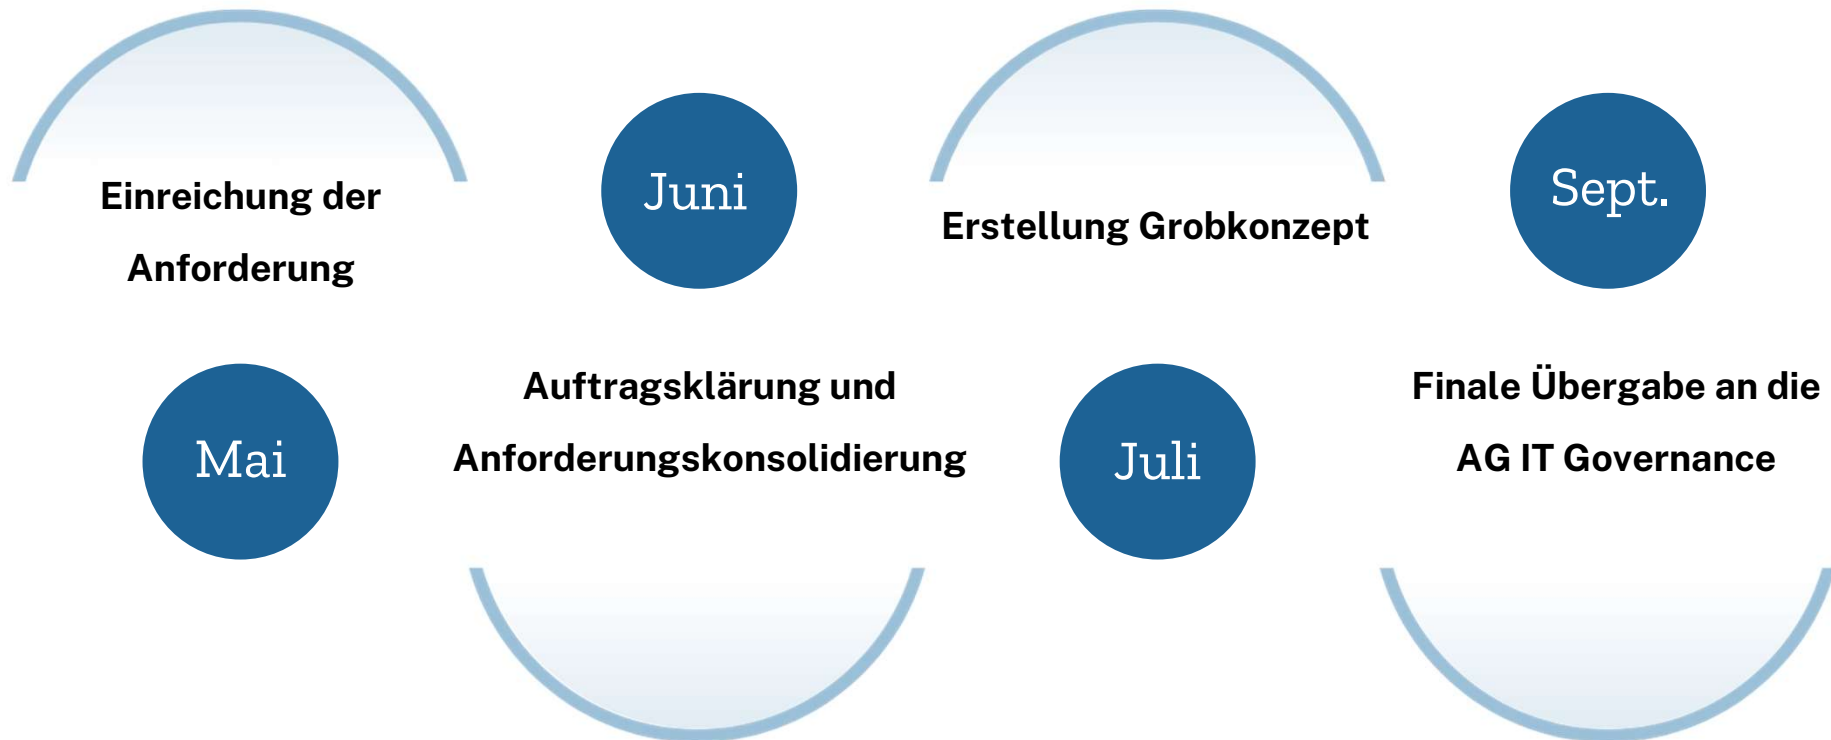 Einreichung der
Anforderung
Mai
Juni
Auftragsklärung und
Anforderungskonsolidierung
Erstellung Grobkonzept
Juli
Sept.
Finale Übergabe an die
AG IT Governance